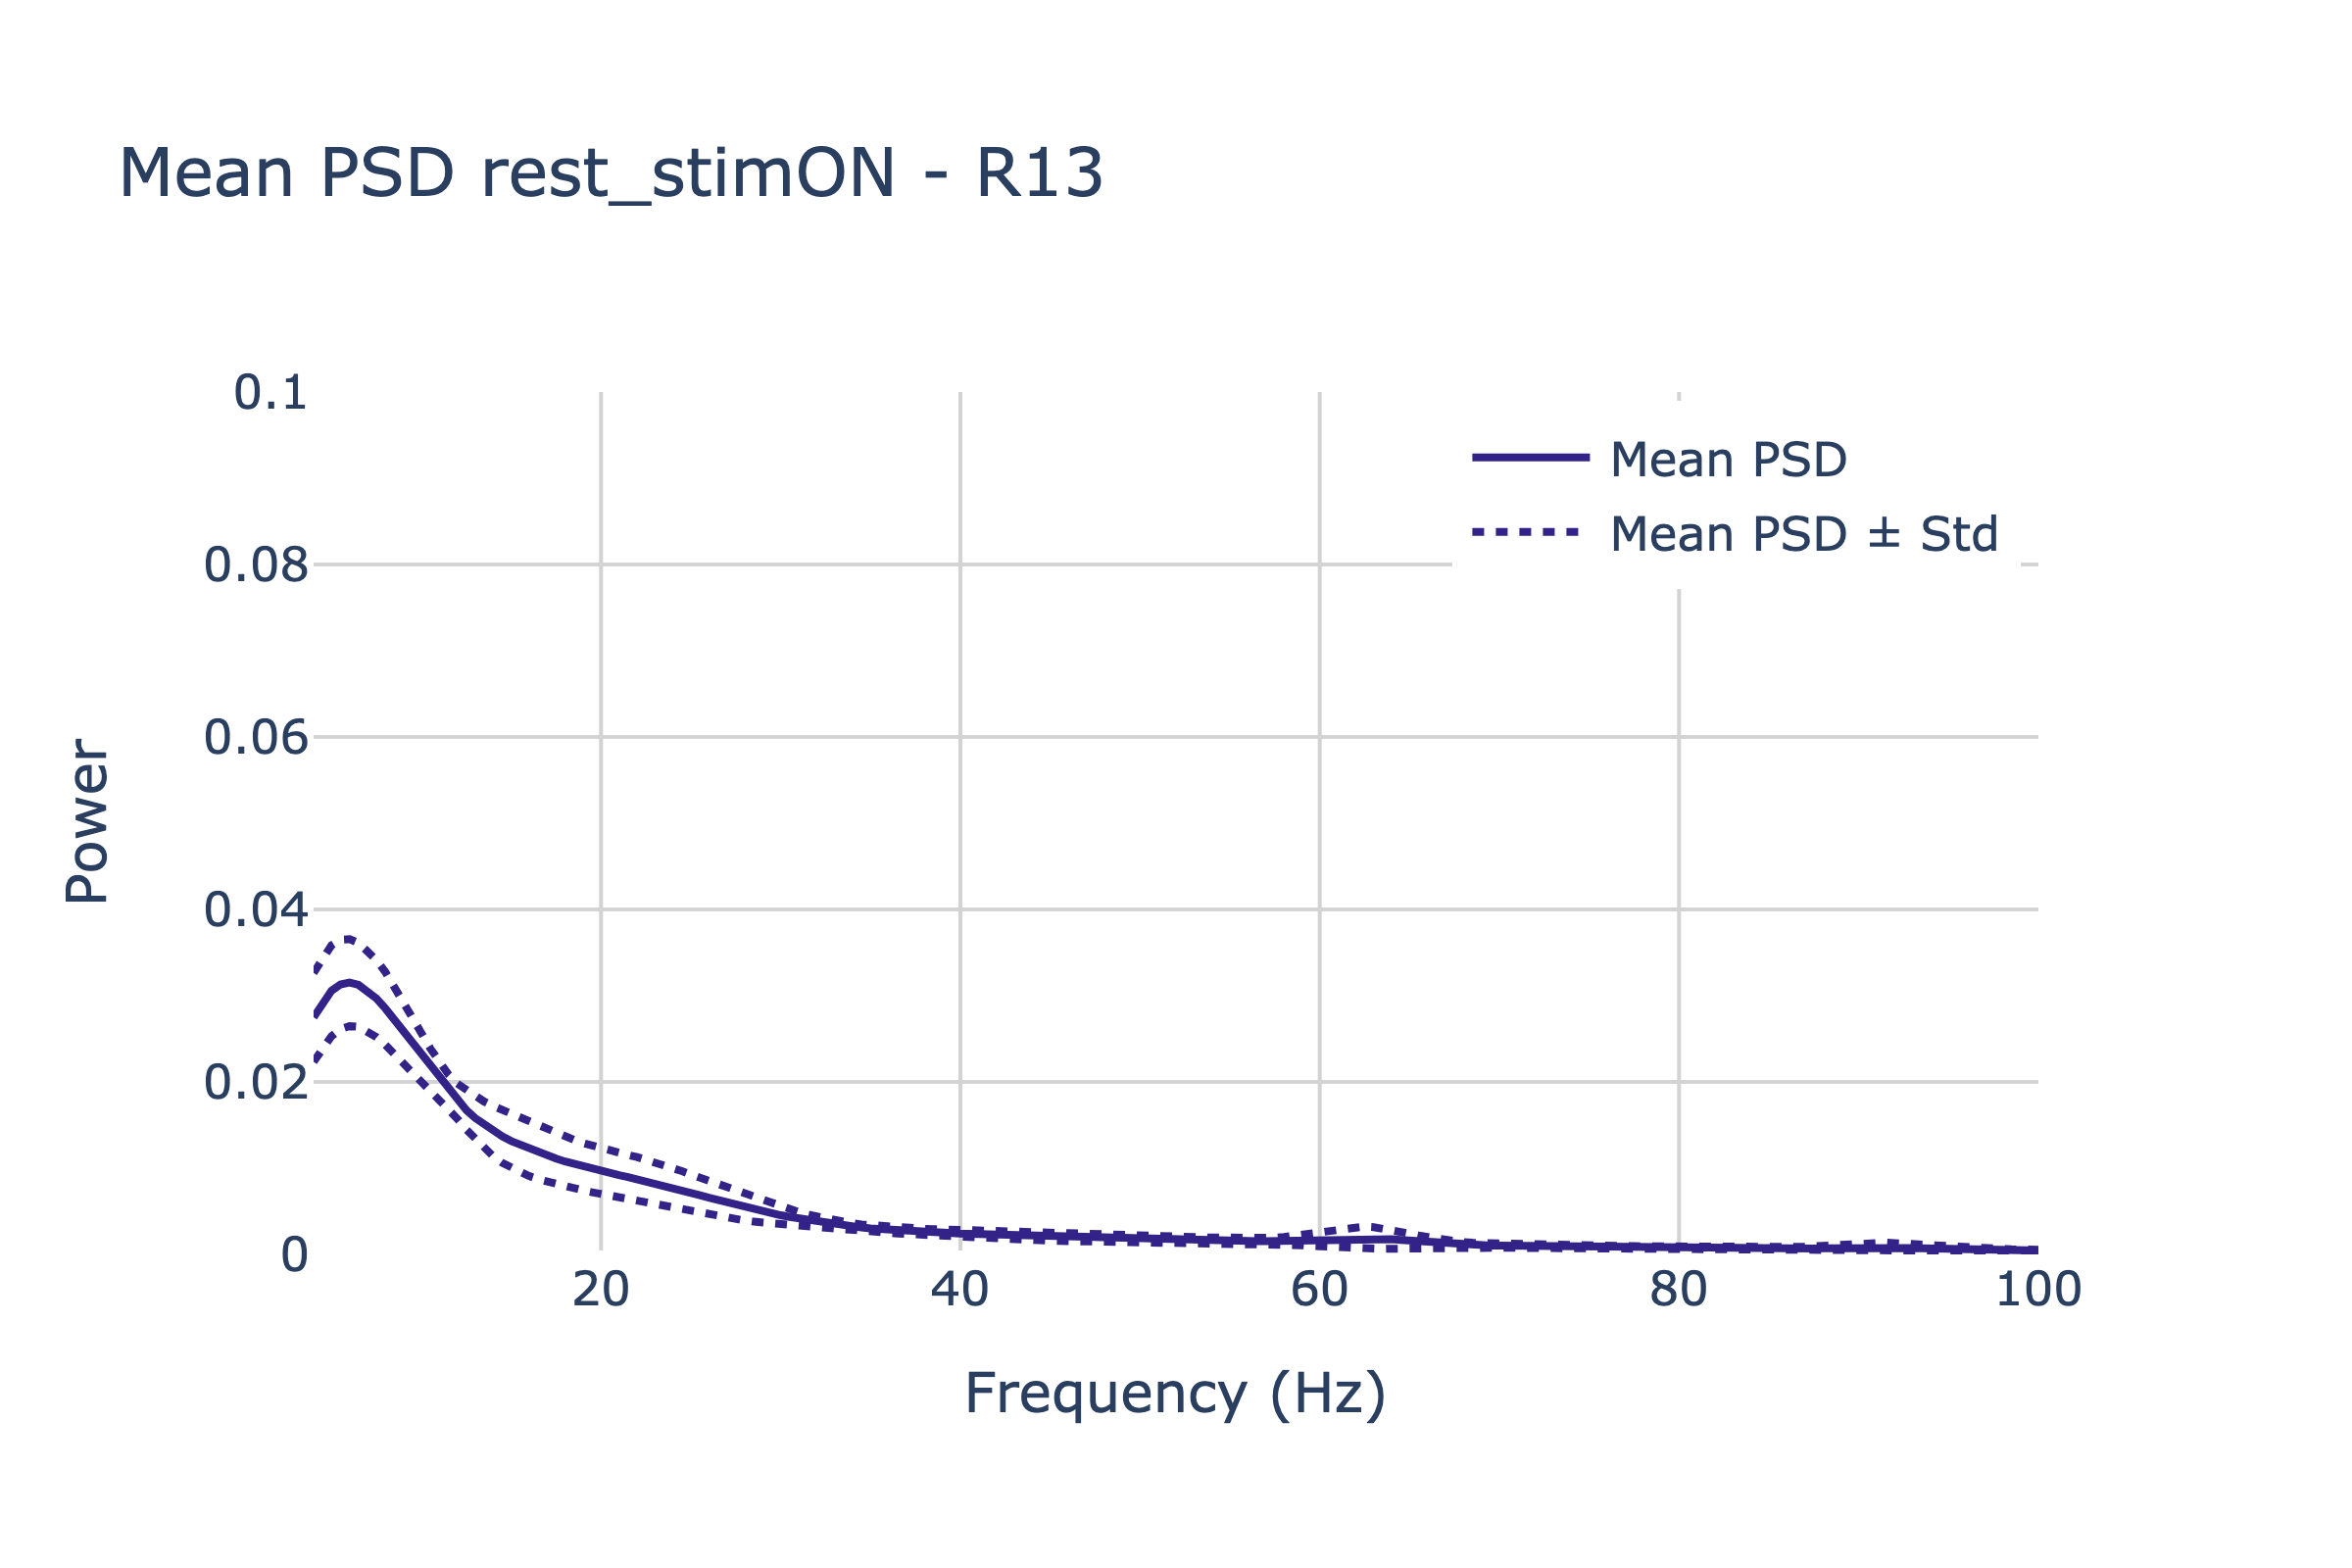 Mean PSD rest_stimON - R13
0.1
0.08
0.06
0.04
0.02
0
Power
Mean PSD
Mean PSD ± Std
20 40 60 80 100
Frequency (Hz)